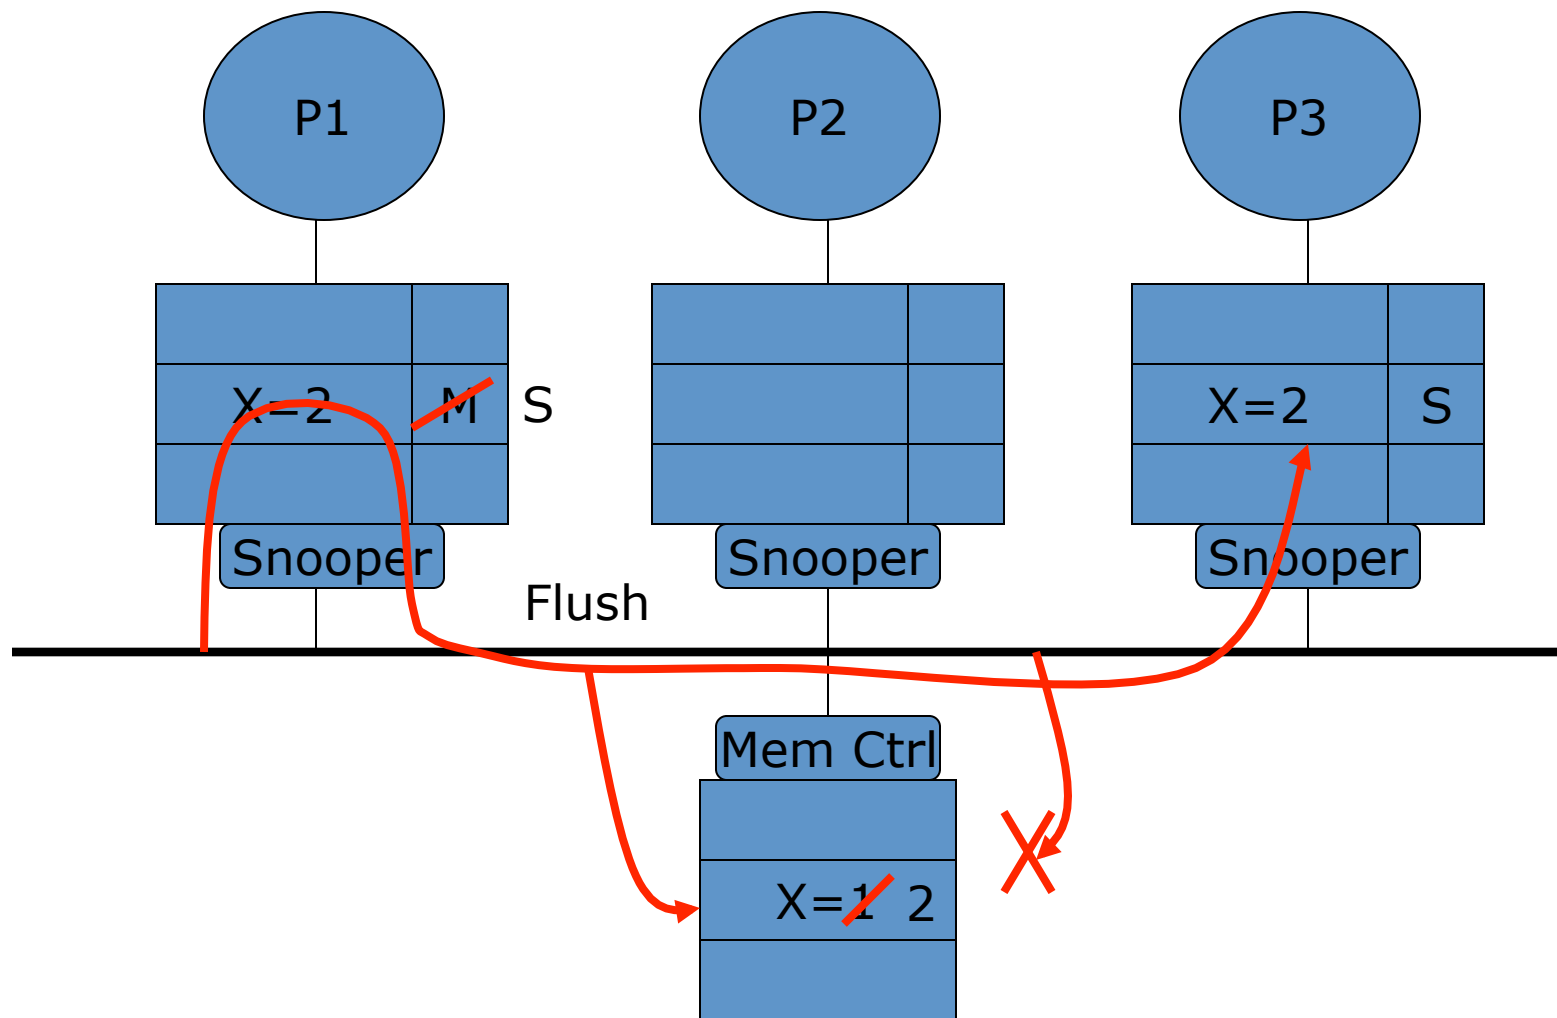 P1
P2
P3
X=2
M
S
X=2
S
Snooper
Snooper
Snooper
Flush
Mem Ctrl
X=1 2